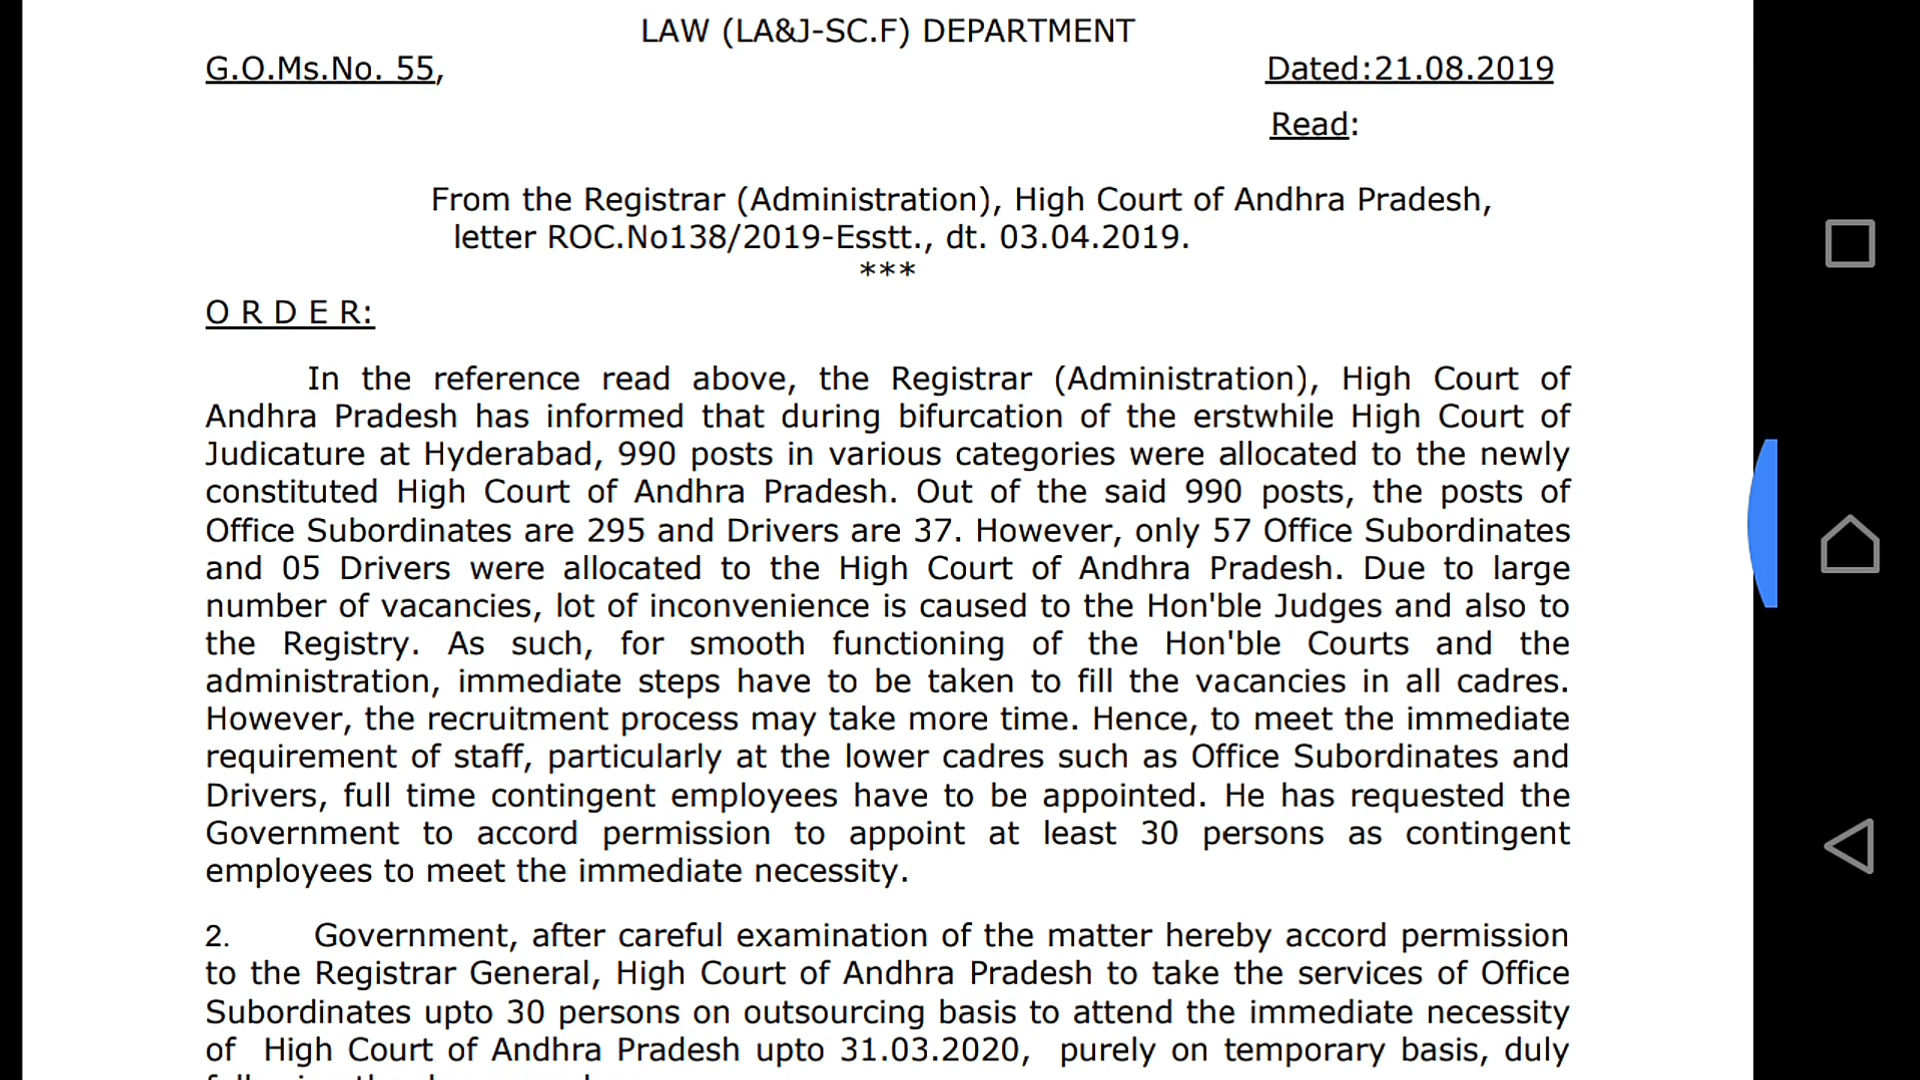 LAW (LA&J-SC.F) DEPARTMENT
G.O.Ms.No. 55, Dated:21.08.2019
Read:
From the Registrar (Administration), High Court of Andhra Pradesh,
letter ROC.No138/2019-Esstt., dt. 03.04.2019.
***
O R D E R:
In the reference read above, the Registrar (Administration), High Court of
Andhra Pradesh has informed that during bifurcation of the erstwhile High Court of
Judicature at Hyderabad, 990 posts in various categories were allocated to the newly
constituted High Court of Andhra Pradesh. Out of the said 990 posts, the posts of
Office Subordinates are 295 and Drivers are 37. However, only 57 Office Subordinates
and 05 Drivers were allocated to the High Court of Andhra Pradesh. Due to large
number of vacancies, lot of inconvenience is caused to the Hon'ble Judges and also to
the Registry. As such, for smooth functioning of the Hon'ble Courts and the
administration, immediate steps have to be taken to fill the vacancies in all cadres.
However, the recruitment process may take more time. Hence, to meet the immediate
requirement of staff, particularly at the lower cadres such as Office Subordinates and
Drivers, full time contingent employees have to be appointed. He has requested the
Government to accord permission to appoint at least 30 persons as contingent
employees to meet the immediate necessity.
2. Government, after careful examination of the matter hereby accord permission
to the Registrar General, High Court of Andhra Pradesh to take the services of Office
Subordinates upto 30 persons on outsourcing basis to attend the immediate necessity
of High Court of Andhra Pradesh upto 31.03.2020, purely on temporary basis, duly